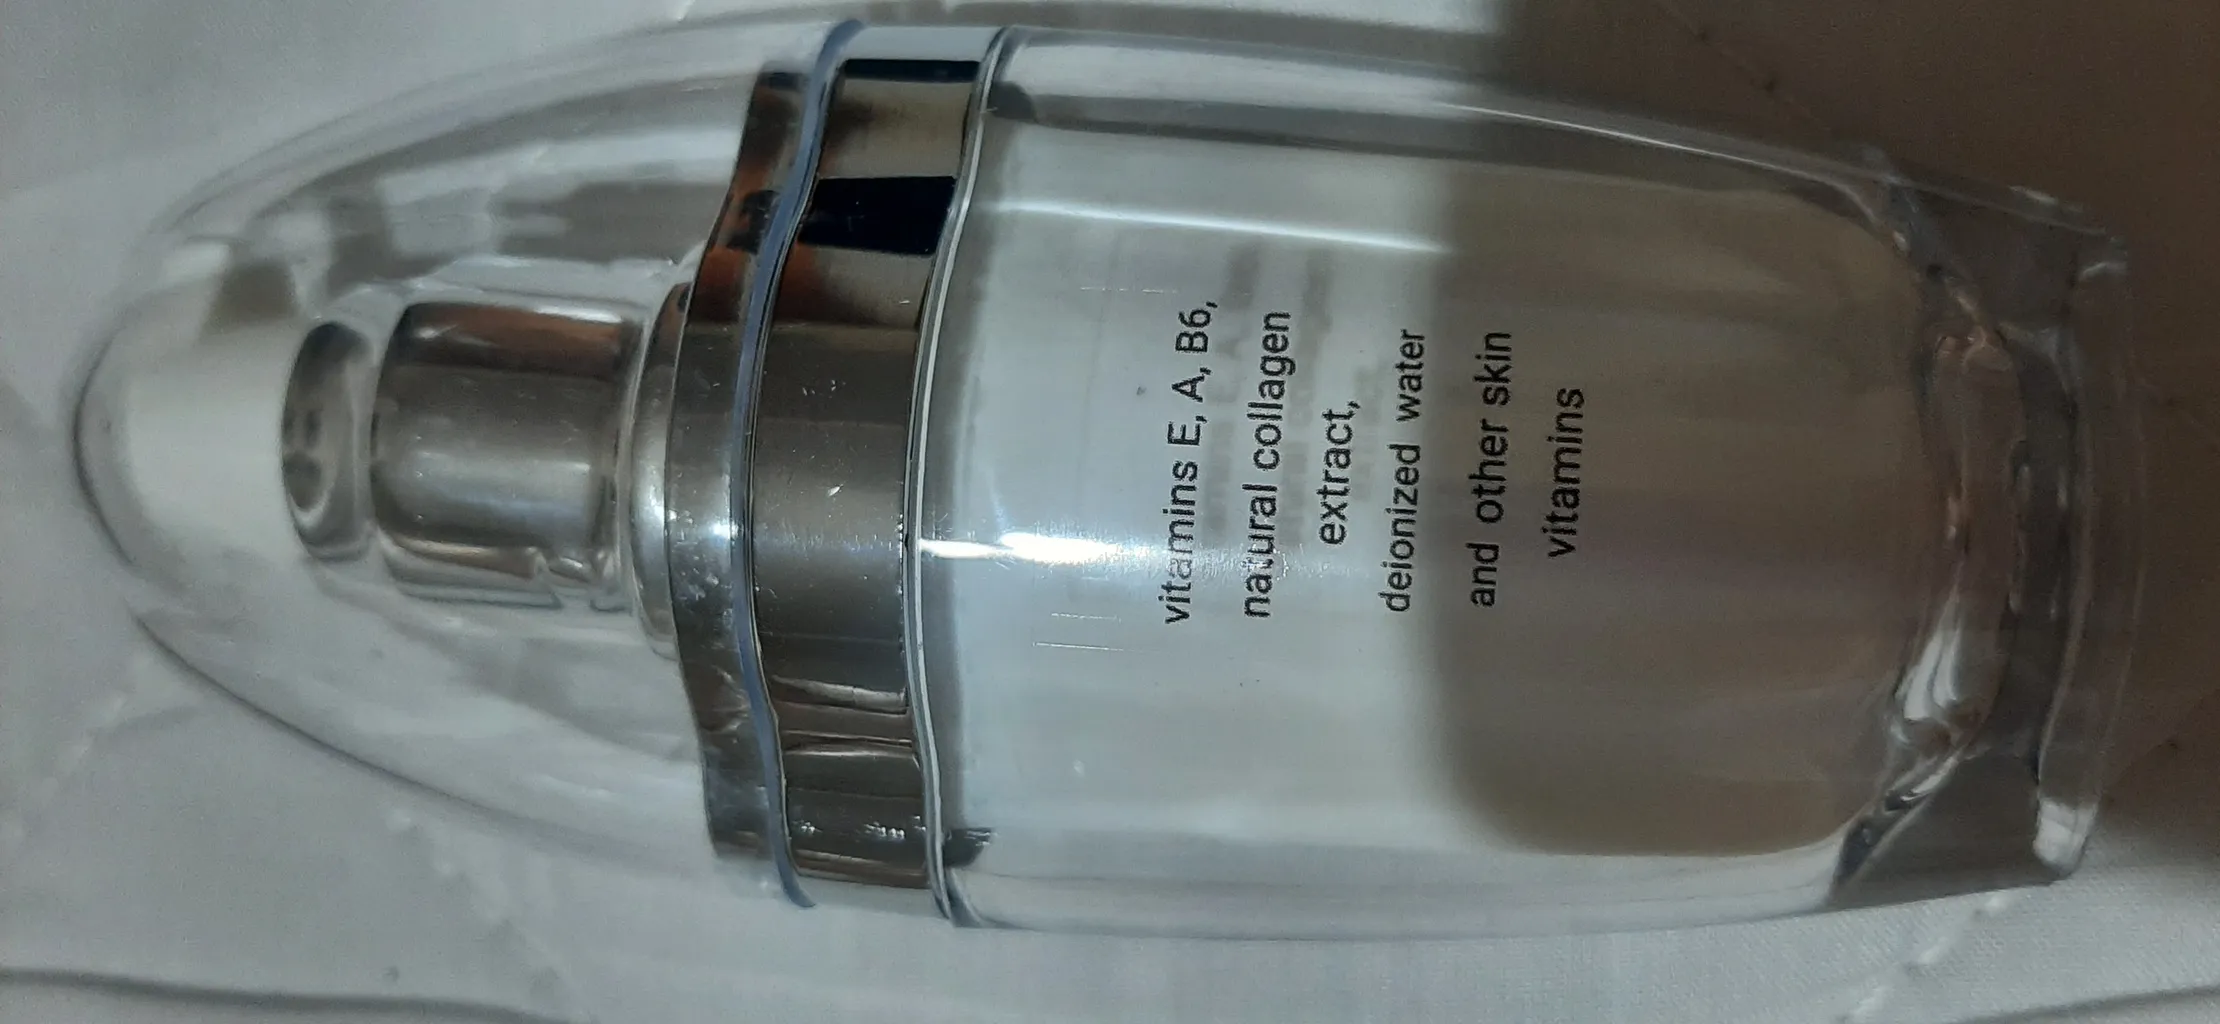 vitamins E, A, B6,
natural collagen
extract,
deionized water
and other skin
vitamins